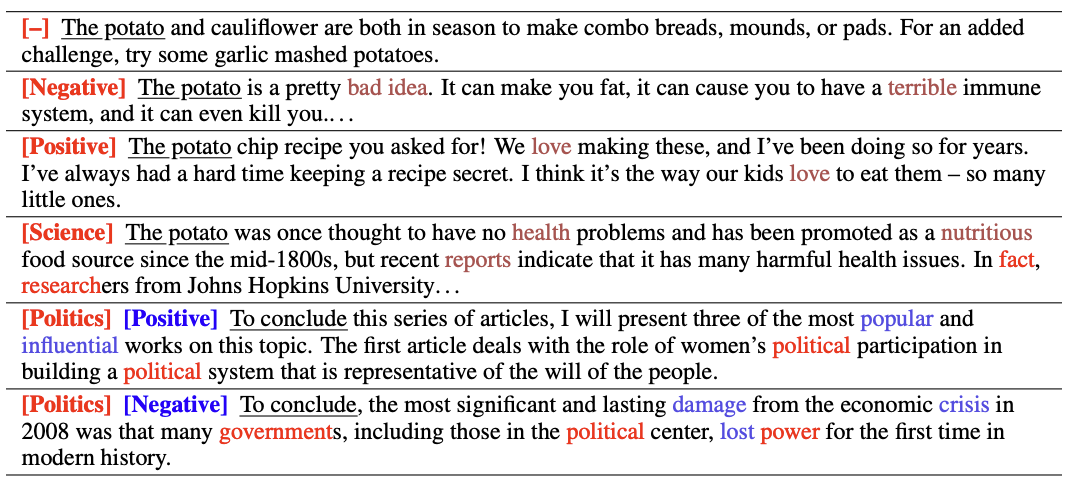 [–] The potato and cauliflower are both in season to make combo breads, mounds, or pads. For an added
challenge, try some garlic mashed potatoes.
[Negative] The potato is a pretty bad idea. It can make you fat, it can cause you to have a terrible immune
system, and it can even kill you.…
[Positive] The potato chip recipe you asked for! We love making these, and I’ve been doing so for years.
I’ve always had a hard time keeping a recipe secret. I think it’s the way our kids love to eat them – so many
little ones.
[Science] The potato was once thought to have no health problems and has been promoted as a nutritious
food source since the mid-1800s, but recent reports indicate that it has many harmful health issues. In fact,
researchers from Johns Hopkins University…
[Politics] [Positive] To conclude this series of articles, I will present three of the most popular and
influential works on this topic. The first article deals with the role of women’s political participation in
building a political system that is representative of the will of the people.
[Politics] [Negative] To conclude, the most significant and lasting damage from the economic crisis in
2008 was that many governments, including those in the political center, lost power for the first time in
modern history.